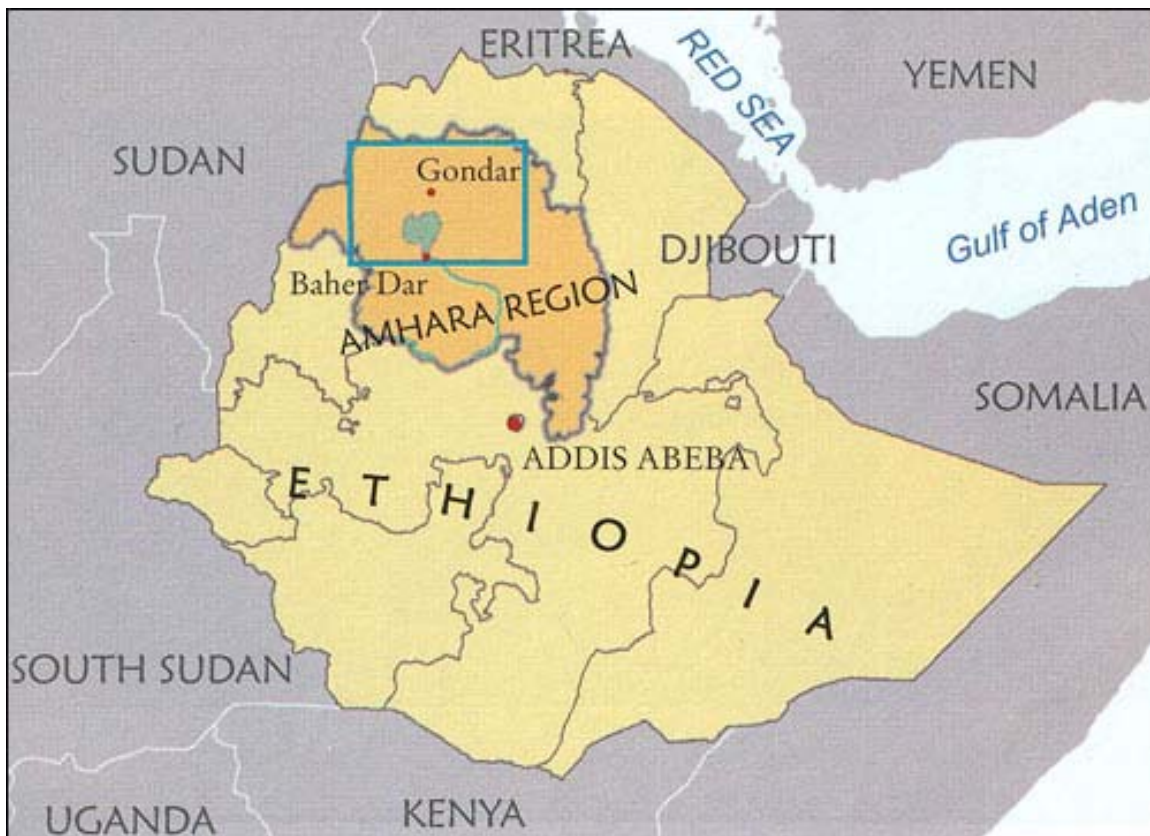 ERITREA
RED SEA
YEMEN
SUDAN
Gondar
Gulf of Aden
DJIBOUTI
Baher Dar
AMHARA REGION
SOMALIA
ADDIS ABEBA
ETHIOPIA
SOUTH SUDAN
UGANDA
KENYA